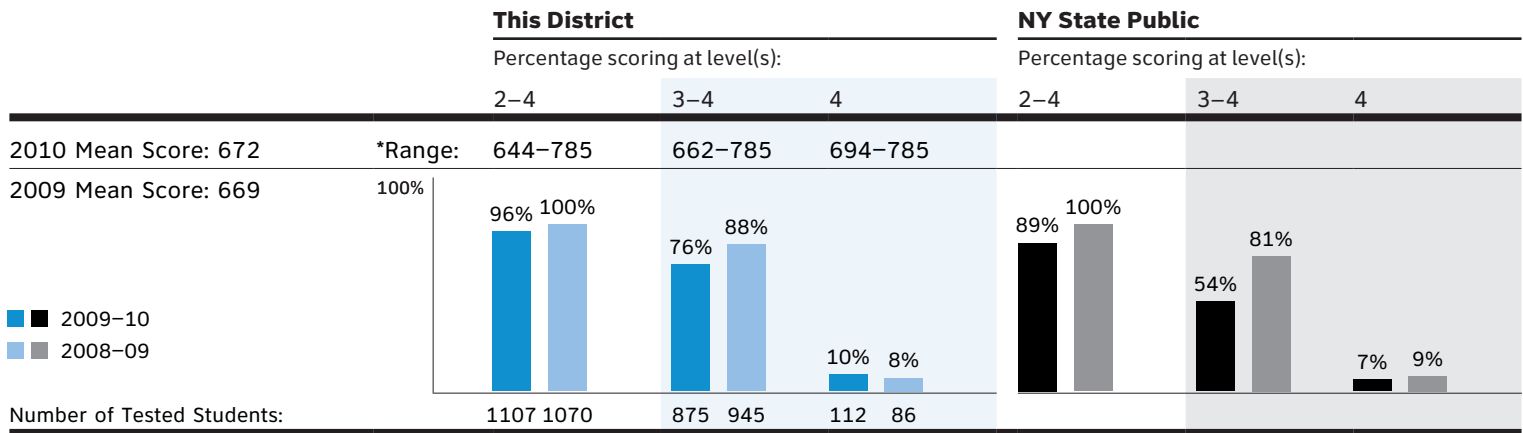 This District NY State Public
Percentage scoring at level(s): Percentage scoring at level(s):
2–4 3–4 4 2–4 3–4 4
2010 Mean Score: 672 *Range: 644–785 662–785 694–785
2009 Mean Score: 669 100%
96% 100% 76% 88% 10% 8% 89% 100% 54% 81% 7% 9%
2009–10
2008–09
Number of Tested Students: 1107 1070 875 945 112 86